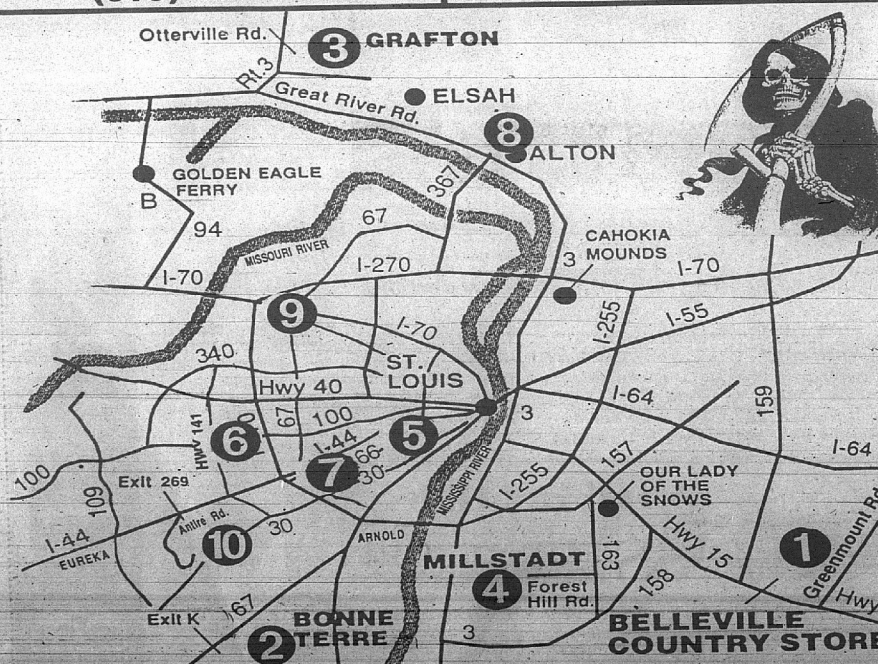 Otterville Rd.
3 GRAFTON
Rt.3
Great River Rd.
ELSAH
8
ALTON
GOLDEN EAGLE
FERRY
B
94
367
67
MISSOURI RIVER
CAHOKIA
MOUNDS
3
I-70
I-70
I-270
9
I-70
I-255
I-55
340
ST.
LOUIS
Hwy 40
67
100
I-64
159
3
HWY 141
6
I-44
5
66
30
7
157
I-64
100
109
Exit 269
MISSISSIPPI RIVER
I-255
OUR LADY
OF THE
SNOWS
Antire Rd.
10
30
ARNOLD
I-44
EUREKA
Hwy 15
1
Greenmount Rd
MILLSTADT
4
Forest
Hill Rd.
163
158
Hwy
Exit K
67
2
BONNE
TERRE
3
BELLEVILLE
COUNTRY STORE